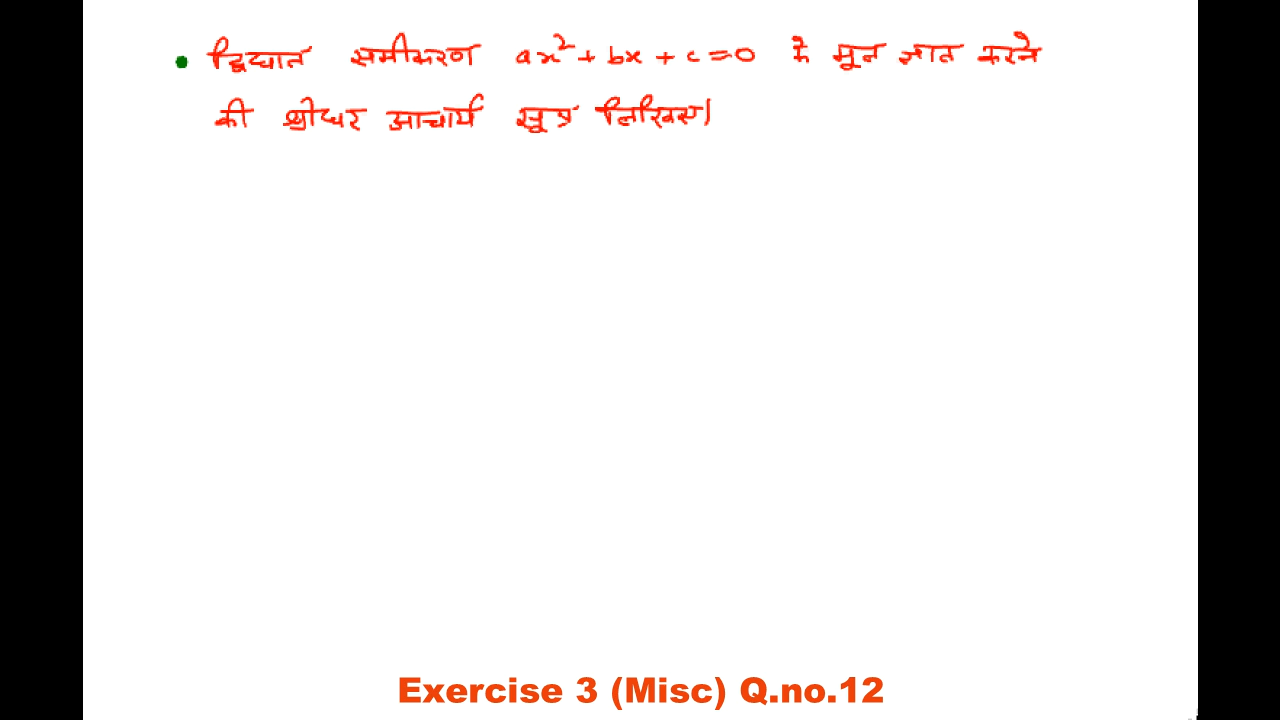 द्विघात समीकरण ax²+bx+c=0 के मूल ज्ञात करने
की श्रीधर आचार्य सूत्र लिखिए।
Exercise 3 (Misc) Q.no.12